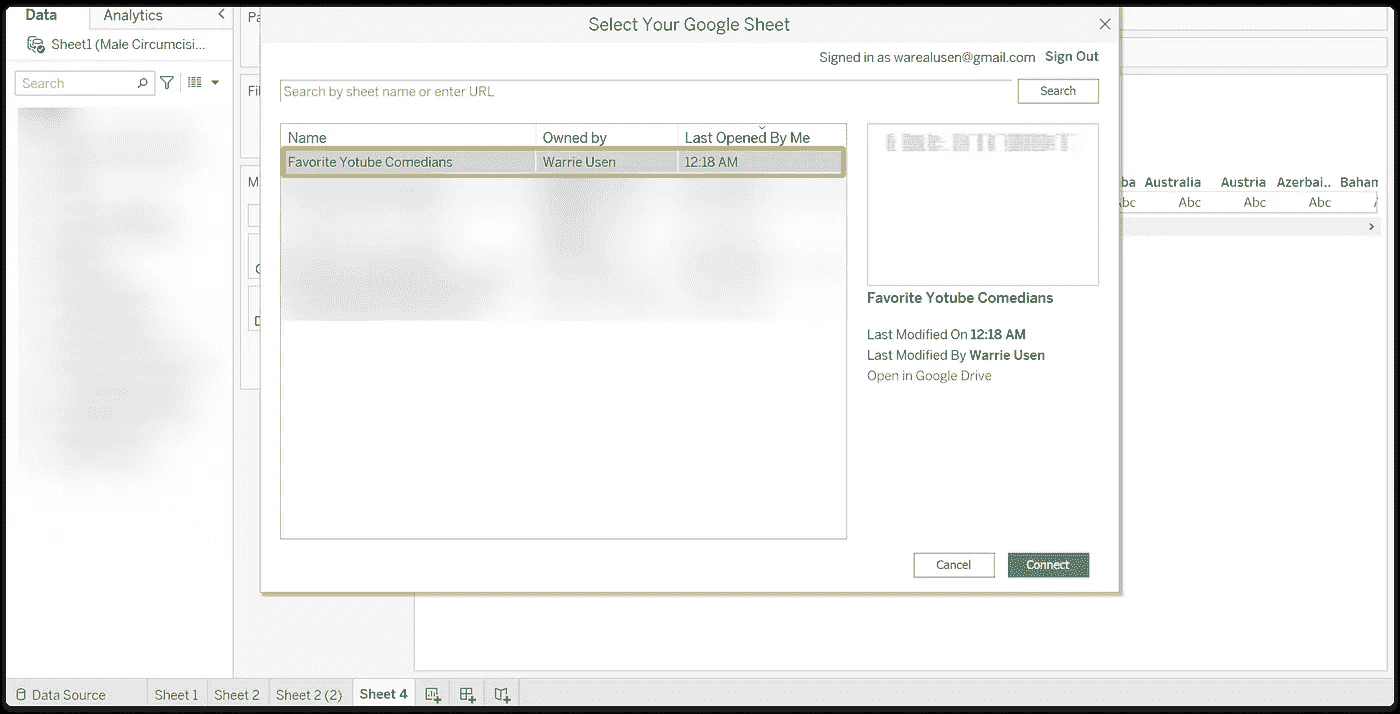 Data
Analytics
Pa
Sheet1 (Male Circumcisi...
Search
Fil
M
C
D
Select Your Google Sheet
Signed in as warealusen@gmail.com Sign Out
Search by sheet name or enter URL
Search
Name Owned by Last Opened By Me
Favorite Yotube Comedians Warrie Usen 12:18 AM
Favorite Yotube Comedians
Last Modified On 12:18 AM
Last Modified By Warrie Usen
Open in Google Drive
Cancel Connect
ba Australia Austria Azerbai.. Baham
Abc Abc Abc Abc
Data Source Sheet 1 Sheet 2 Sheet 2 (2) Sheet 4